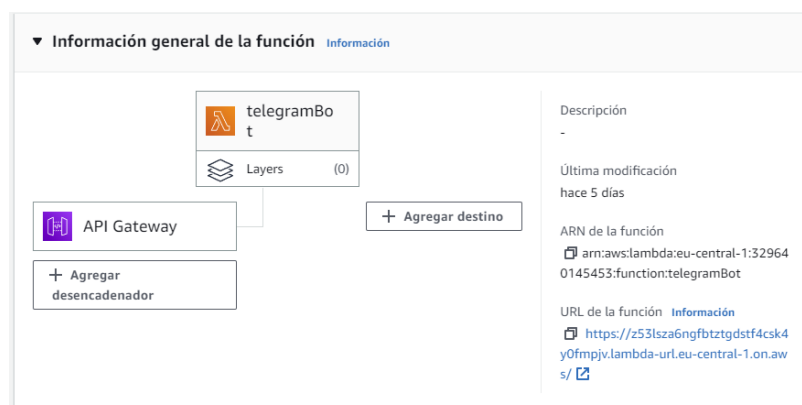 Información general de la función Información
telegramBo
t
Layers (0)
API Gateway
+ Agregar destino
+ Agregar
desencadenador
Descripción
-
Última modificación
hace 5 días
ARN de la función
arn:aws:lambda:eu-central-1:32964
0145453:function:telegramBot
URL de la función Información
https://z53lsza6ngfbtztgdstf4csk4
y0fmpjv.lambda-url.eu-central-1.on.aw
s/